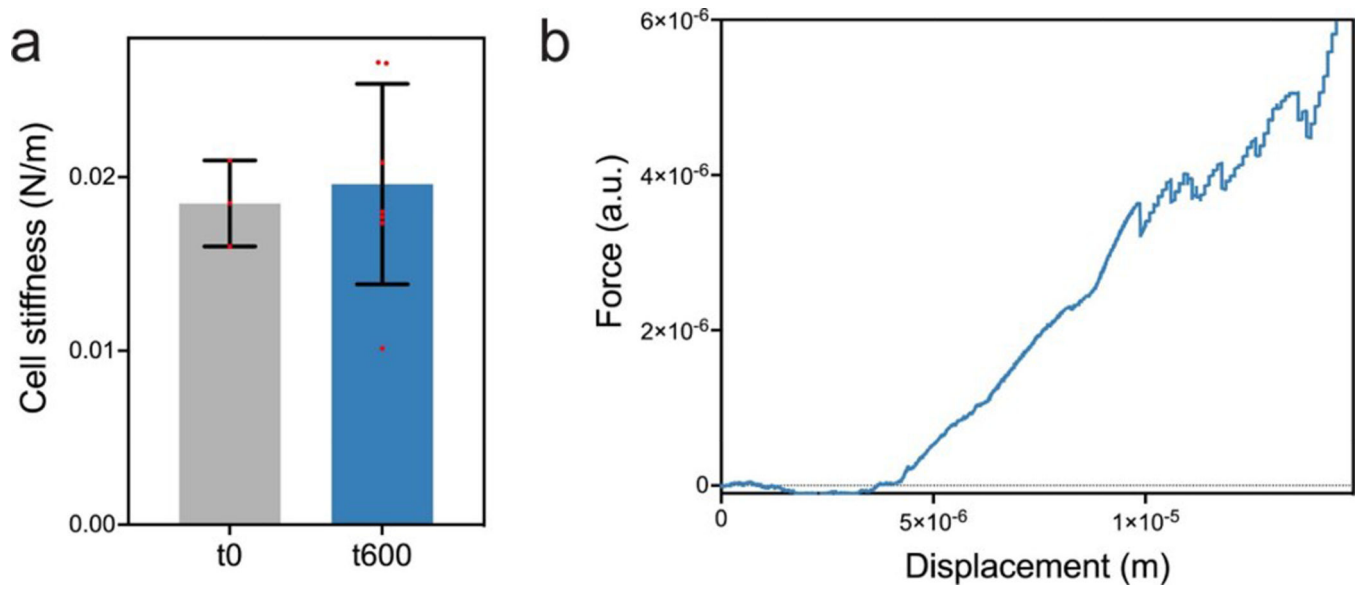 a
Cell stiffness (N/m)
0.02
0.01
0.00
t0
t600
b
Force (a.u.)
6×10⁻⁶
4×10⁻⁶
2×10⁻⁶
0
0
5×10⁻⁶
1×10⁻⁵
Displacement (m)